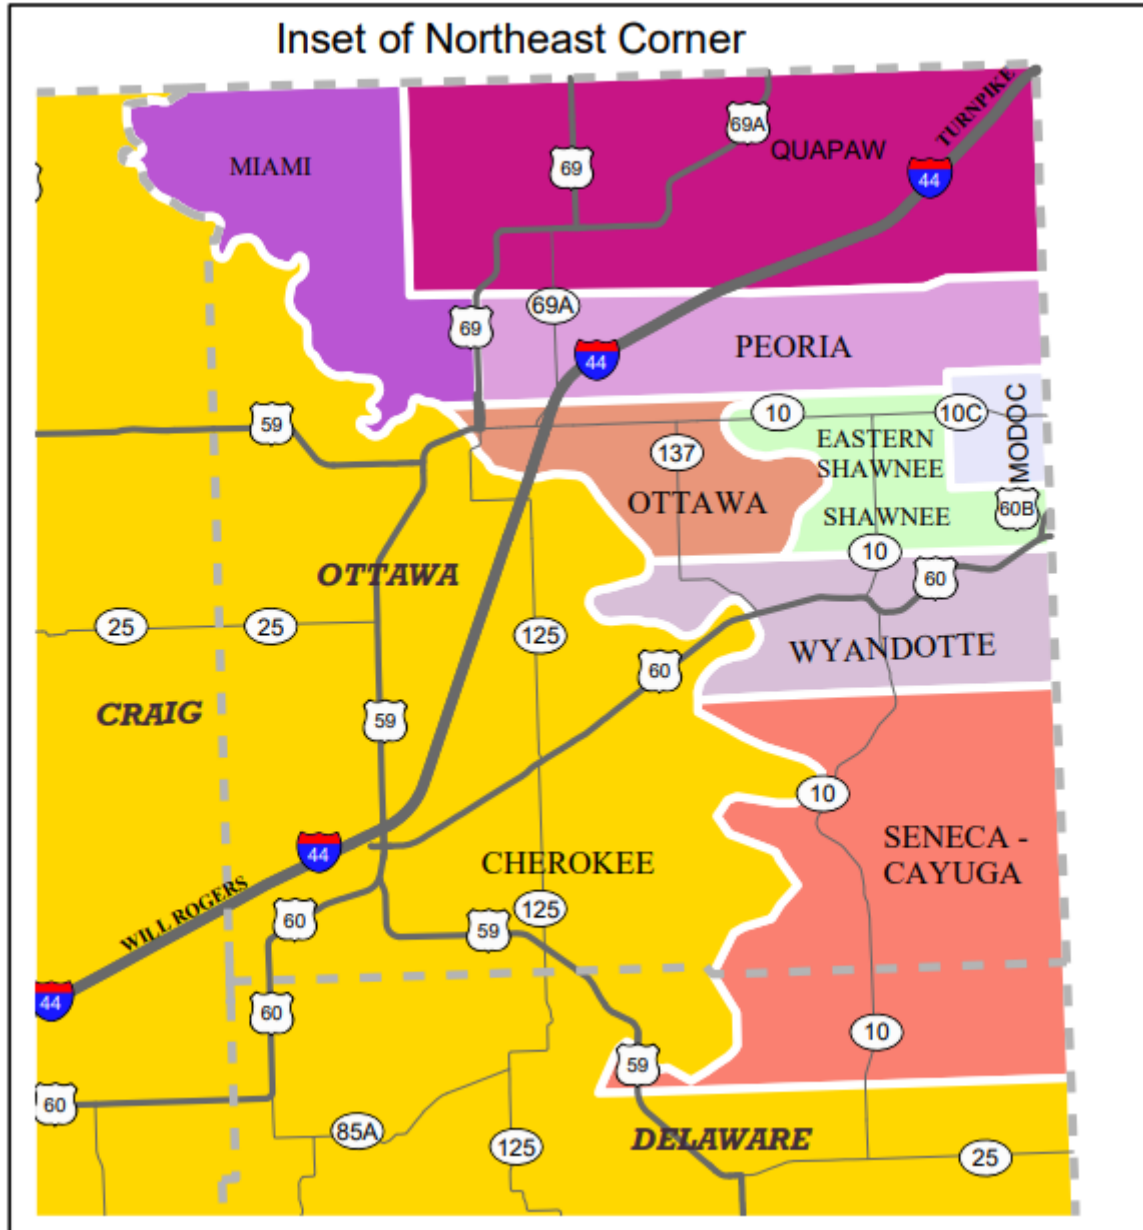 Inset of Northeast Corner
TURNPIKE
69A
QUAPAW
MIAMI
69
44
69A
69
PEORIA
44
10
10C
MODOC
59
EASTERN
SHAWNEE
137
OTTAWA
SHAWNEE
60B
10
OTTAWA
60
25
25
125
WYANDOTTE
60
CRAIG
59
10
SENECA -
CAYUGA
44
CHEROKEE
WILL ROGERS
125
60
59
44
60
10
59
60
85A
DELAWARE
125
25